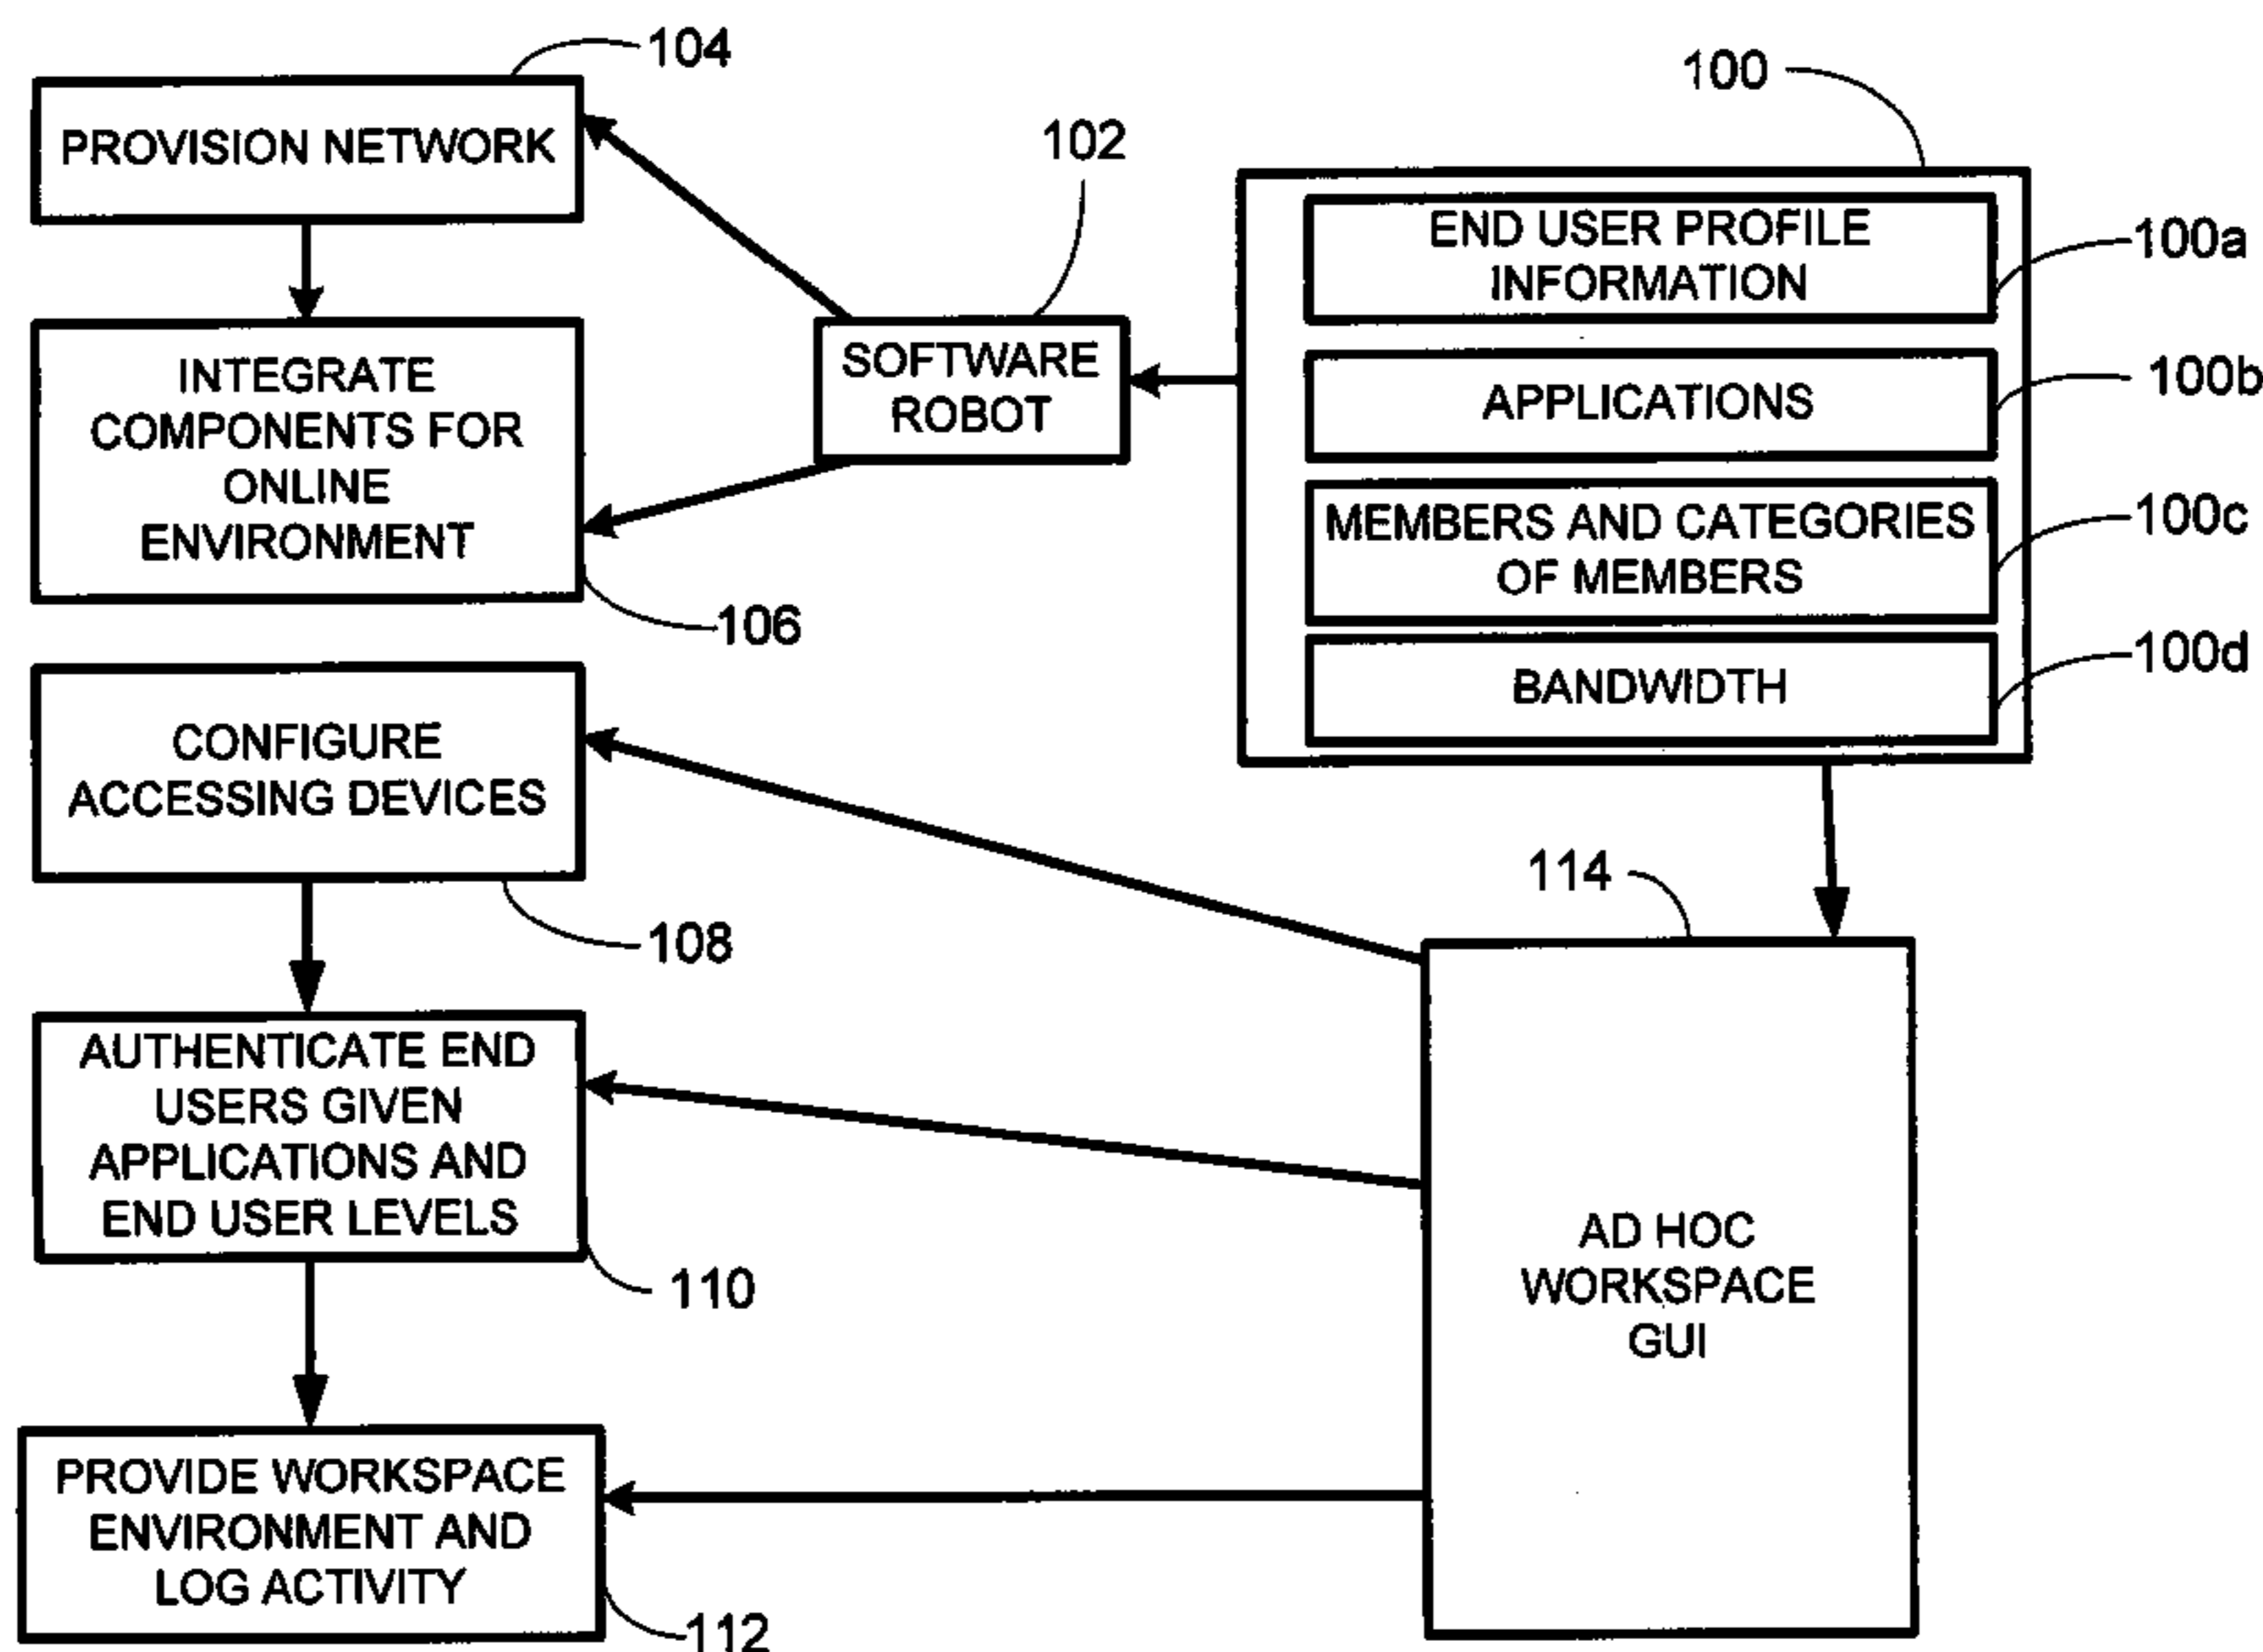 104
PROVISION NETWORK
102
100
END USER PROFILE
INFORMATION
100a
APPLICATIONS
100b
MEMBERS AND CATEGORIES
OF MEMBERS
100c
BANDWIDTH
100d
SOFTWARE
ROBOT
INTEGRATE
COMPONENTS FOR
ONLINE
ENVIRONMENT
106
CONFIGURE
ACCESSING DEVICES
108
114
AUTHENTICATE END
USERS GIVEN
APPLICATIONS AND
END USER LEVELS
110
AD HOC
WORKSPACE
GUI
PROVIDE WORKSPACE
ENVIRONMENT AND
LOG ACTIVITY
112